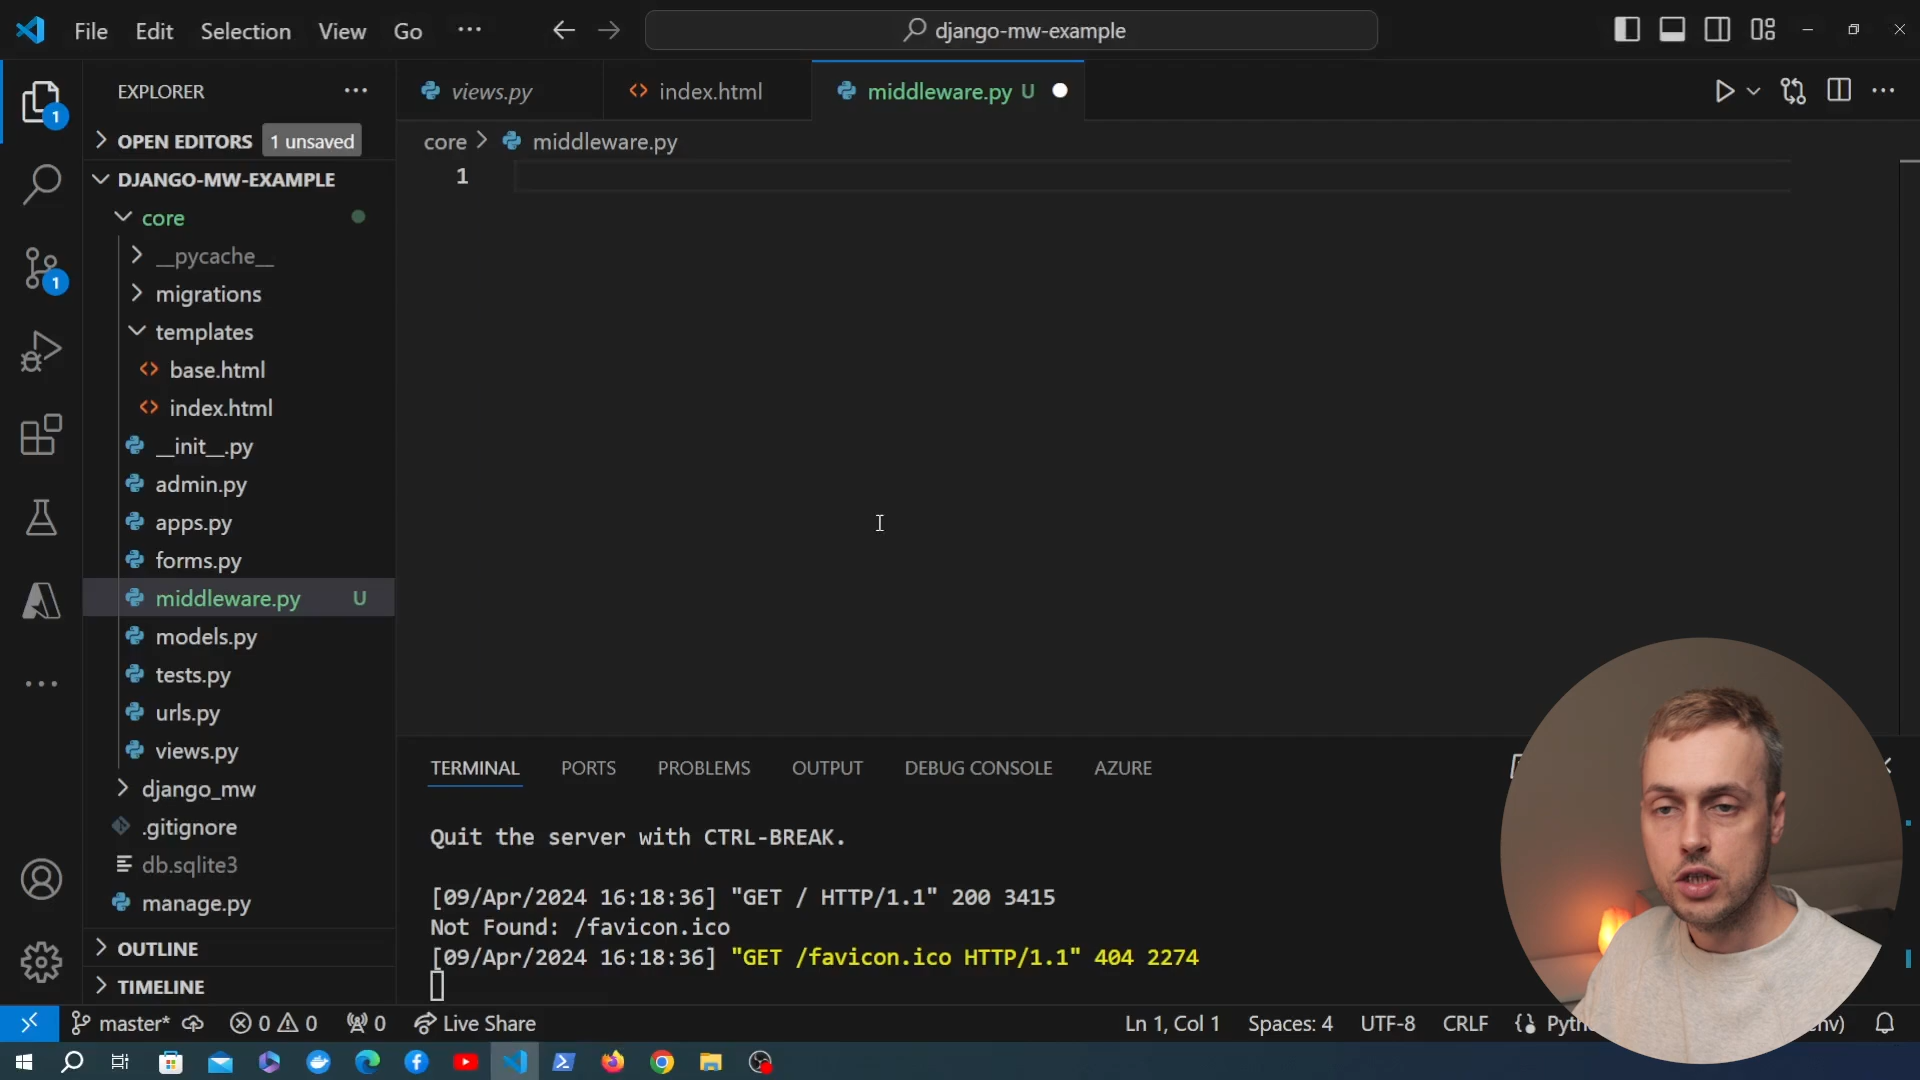 File Edit Selection View Go ··· django-mw-example
EXPLORER ···
views.py index.html middleware.py U
OPEN EDITORS 1 unsaved
core > middleware.py
DJANGO-MW-EXAMPLE
1
core
__pycache__
migrations
templates
base.html
index.html
__init__.py
admin.py
apps.py
forms.py
middleware.py U
models.py
tests.py
urls.py
views.py
django_mw
.gitignore
db.sqlite3
manage.py
OUTLINE
TIMELINE
1
1
TERMINAL PORTS PROBLEMS OUTPUT DEBUG CONSOLE AZURE
Quit the server with CTRL-BREAK.
[09/Apr/2024 16:18:36] "GET / HTTP/1.1" 200 3415
Not Found: /favicon.ico
[09/Apr/2024 16:18:36] "GET /favicon.ico HTTP/1.1" 404 2274
master* 0 0 0 Live Share Ln 1, Col 1 Spaces: 4 UTF-8 CRLF